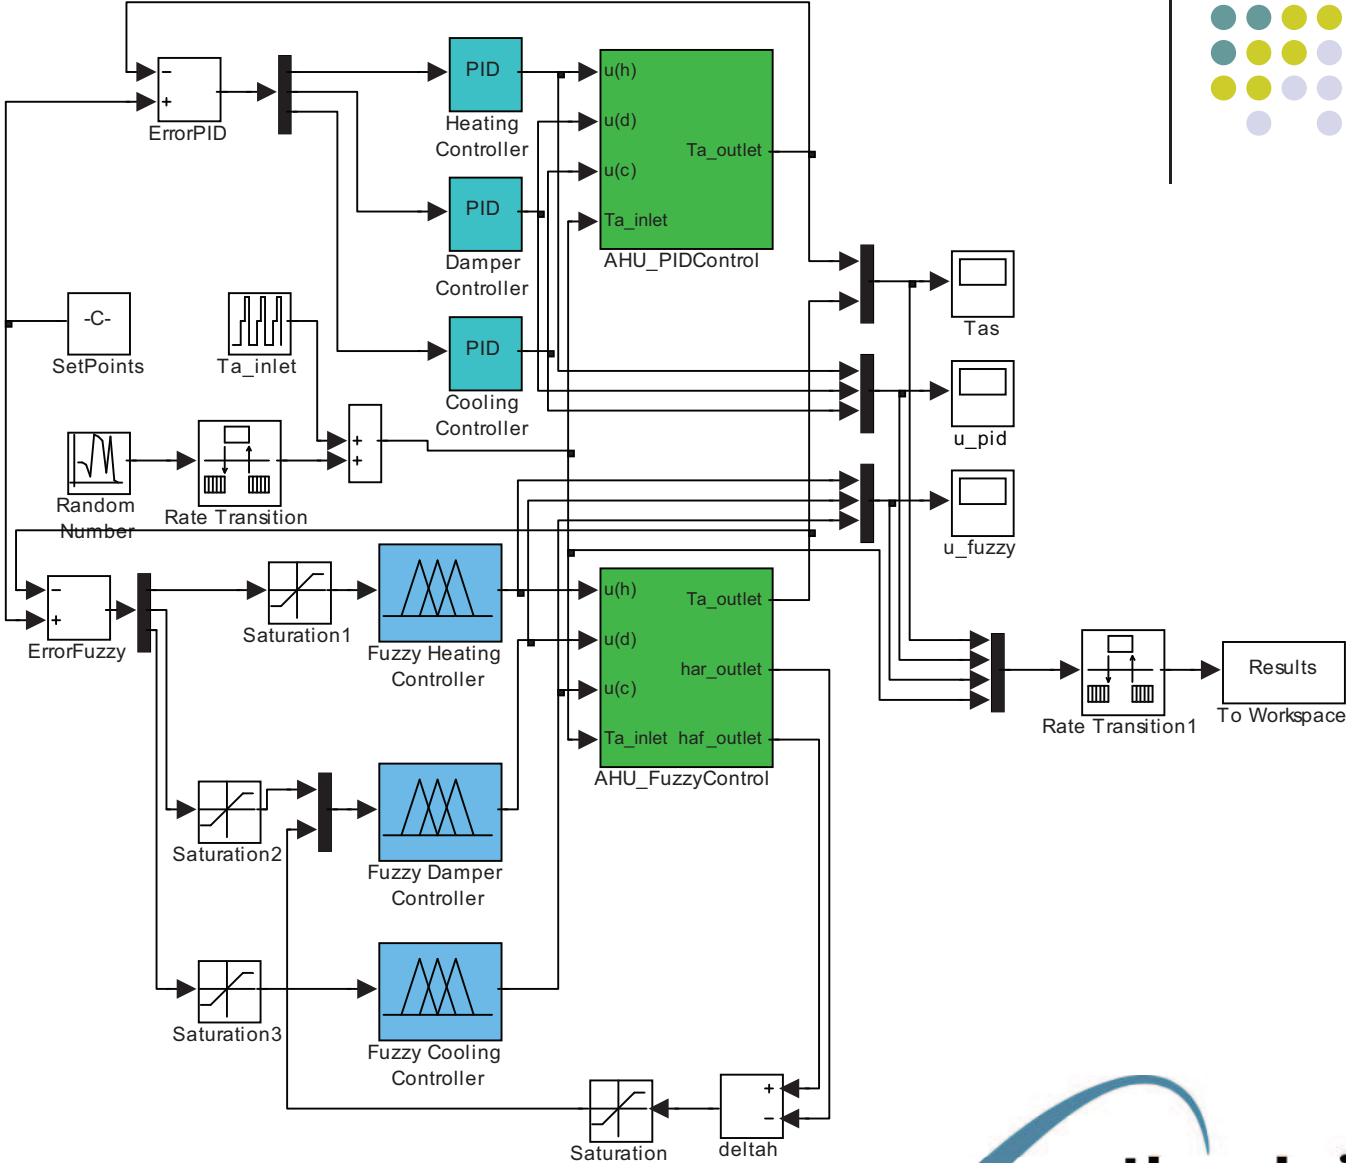 −
+
ErrorPID
PID
Heating
Controller
PID
Damper
Controller
PID
Cooling
Controller
u(h)
u(d)
u(c)
Ta_inlet
Ta_outlet
AHU_PIDControl
-C-
SetPoints
Ta_inlet
Random
Number
Rate Transition
+
+
Tas
u_pid
u_fuzzy
−
+
ErrorFuzzy
Saturation1
Fuzzy Heating
Controller
u(h)
u(d)
u(c)
Ta_inlet
Ta_outlet
har_outlet
haf_outlet
AHU_FuzzyControl
Rate Transition1
Results
To Workspace
Saturation2
Fuzzy Damper
Controller
Saturation3
Fuzzy Cooling
Controller
Saturation
+
−
deltah